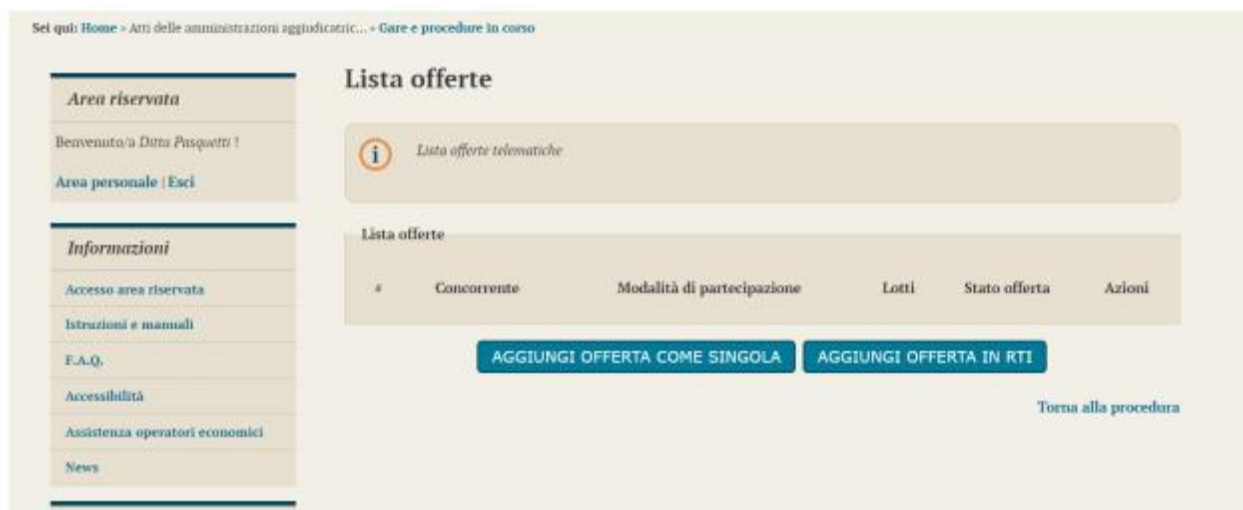 Sei qui: Home » Atti delle amministrazioni aggiudicatric... » Gare e procedure in corso
Lista offerte
Area riservata
Benvenuto/a Ditta Pasquetti !
Area personale | Esci
Lista offerte telematiche
Informazioni
Accesso area riservata
Istruzioni e manuali
F.A.Q.
Accessibilità
Assistenza operatori economici
News
Lista offerte
# Concorrente Modalità di partecipazione Lotti Stato offerta Azioni
AGGIUNGI OFFERTA COME SINGOLA AGGIUNGI OFFERTA IN RTI
Torna alla procedura